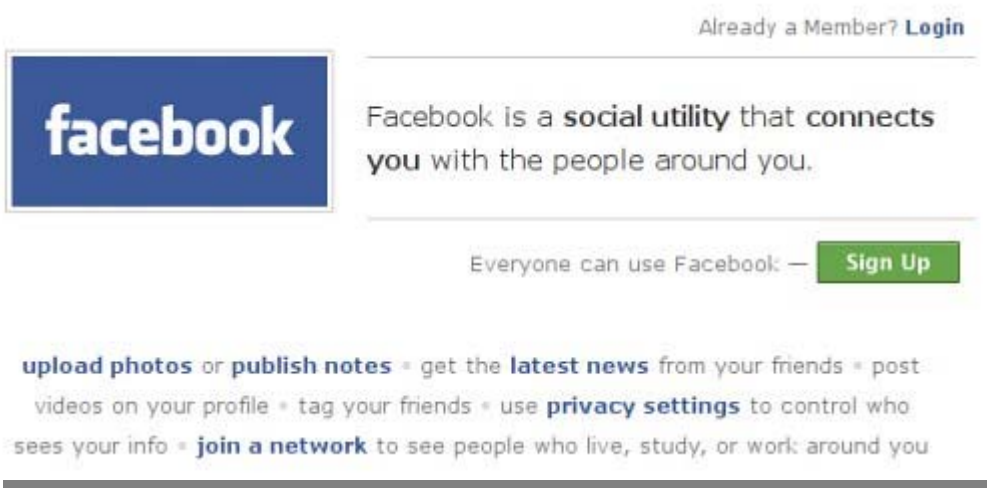 Already a Member? Login
facebook
Facebook is a social utility that connects
you with the people around you.
Everyone can use Facebook — Sign Up
upload photos or publish notes • get the latest news from your friends • post
videos on your profile • tag your friends • use privacy settings to control who
sees your info • join a network to see people who live, study, or work around you